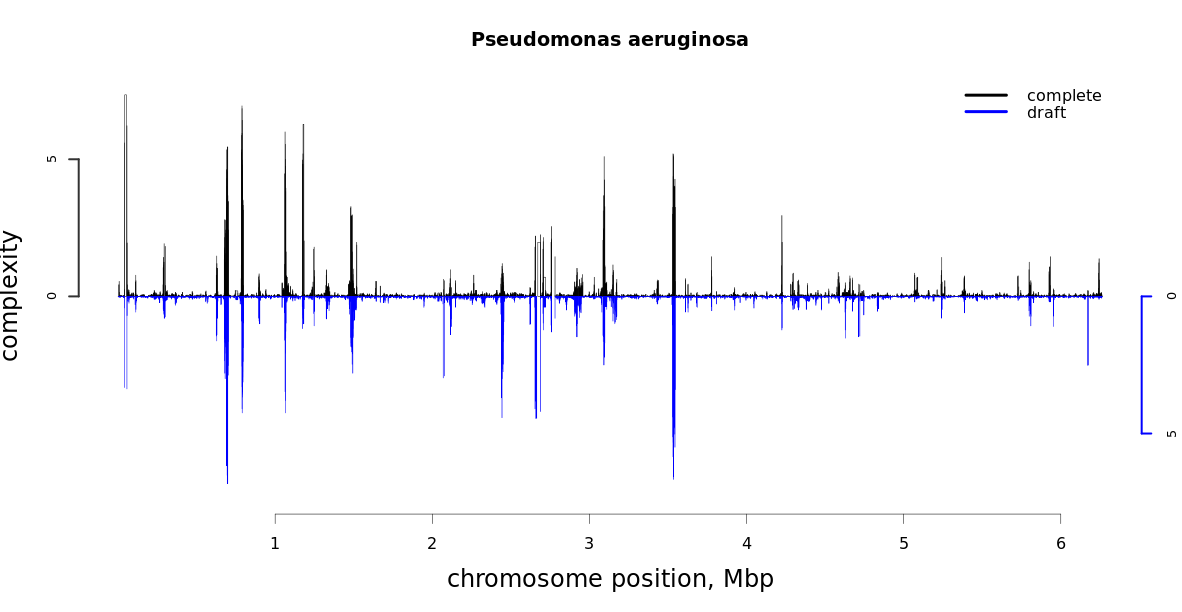 Pseudomonas aeruginosa
complete
draft
complexity
5
0
0
5
1 2 3 4 5 6
chromosome position, Mbp